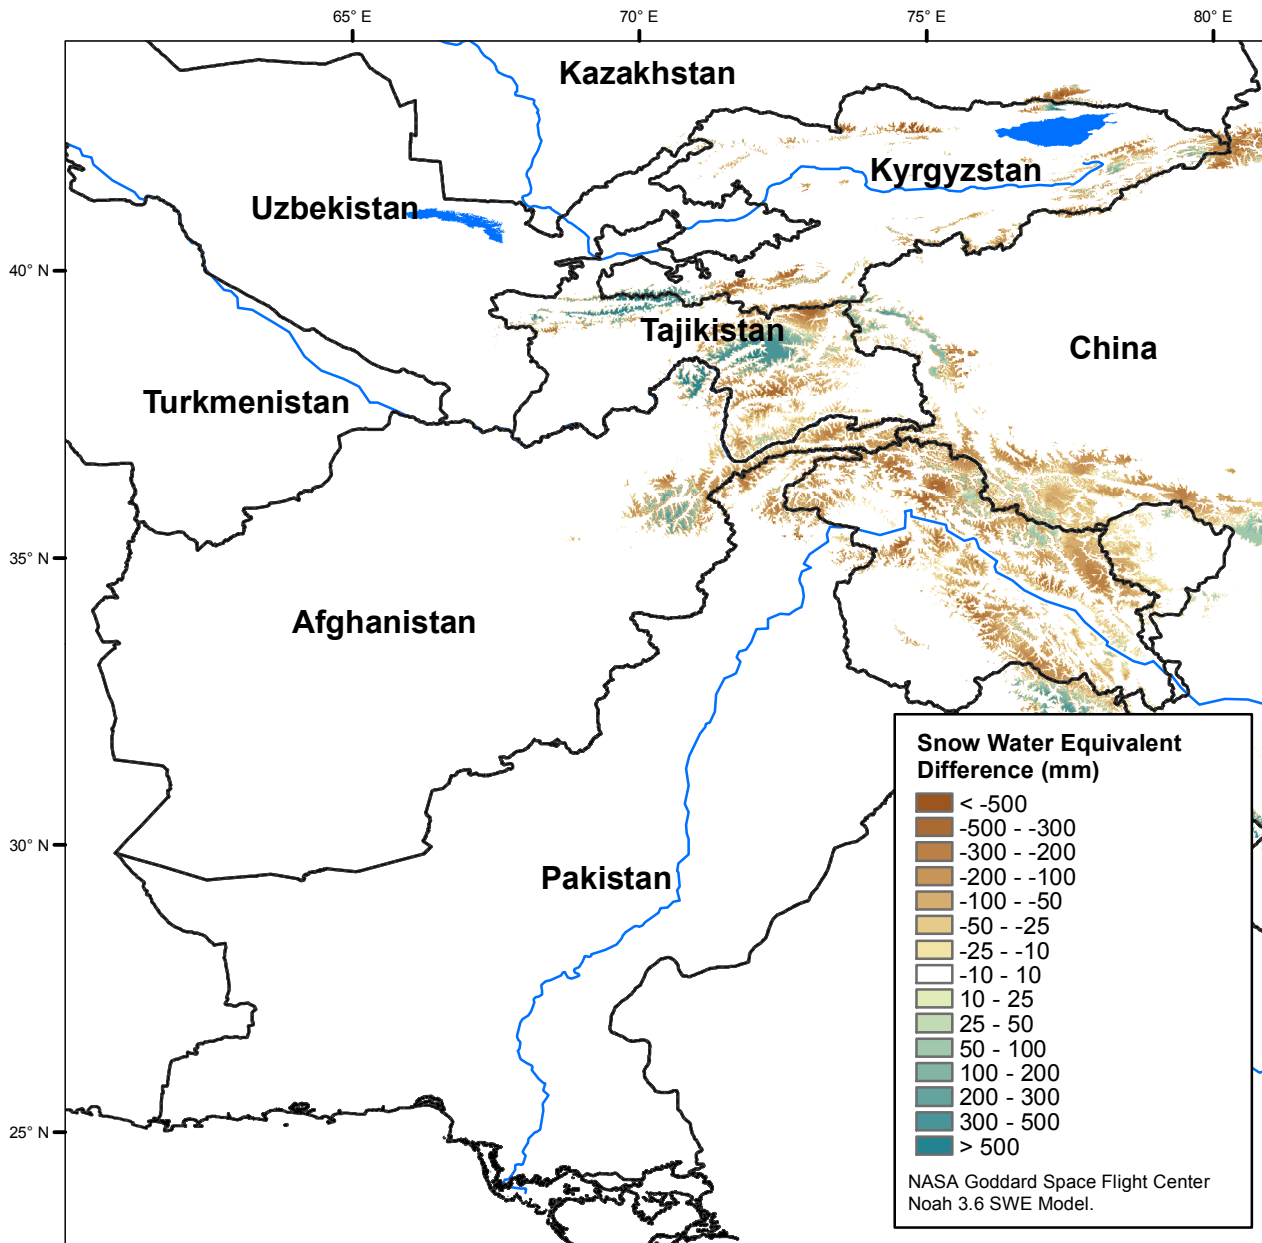 65° E
70° E
75° E
80° E
Kazakhstan
Kyrgyzstan
Uzbekistan
40° N
Tajikistan
China
Turkmenistan
35° N
Afghanistan
Snow Water Equivalent
Difference (mm)
< -500
-500 - -300
-300 - -200
-200 - -100
-100 - -50
-50 - -25
-25 - -10
-10 - 10
10 - 25
25 - 50
50 - 100
100 - 200
200 - 300
300 - 500
> 500
NASA Goddard Space Flight Center
Noah 3.6 SWE Model.
30° N
Pakistan
25° N